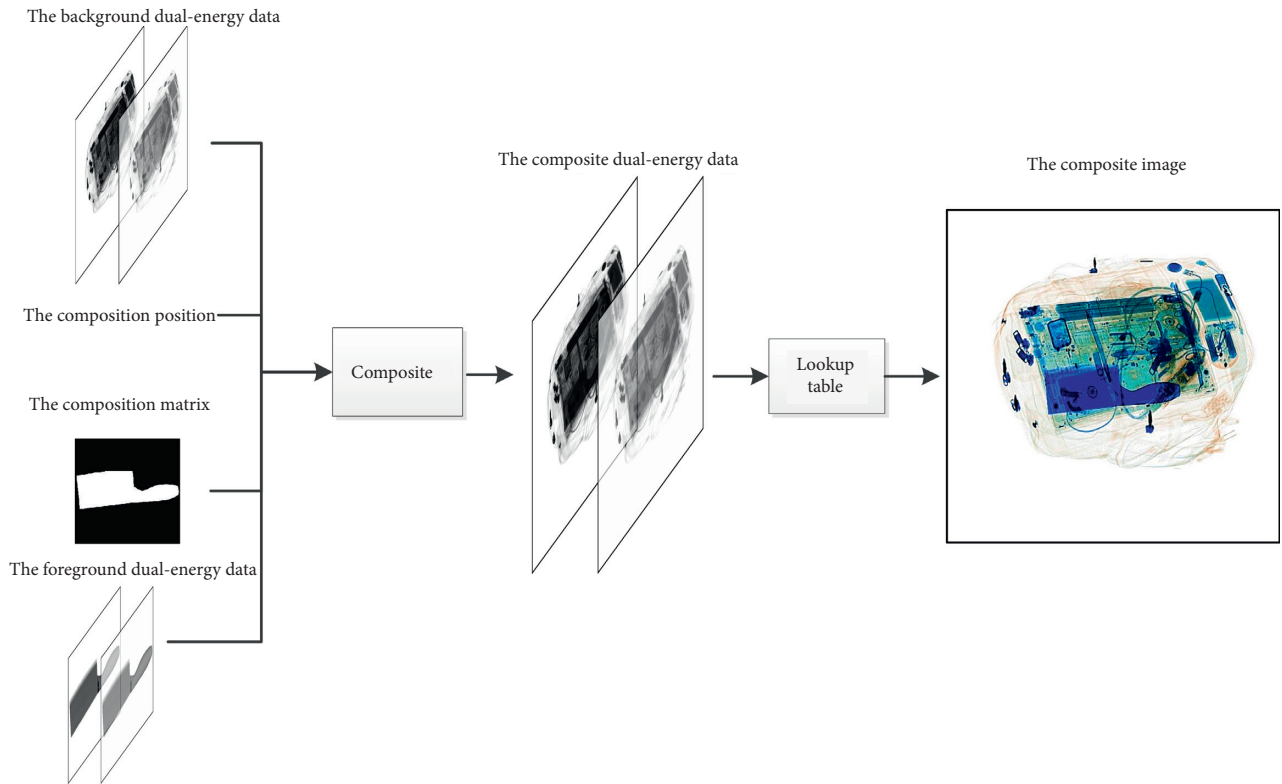 The background dual-energy data
The composition position
The composition matrix
The foreground dual-energy data
Composite
The composite dual-energy data
Lookup
table
The composite image